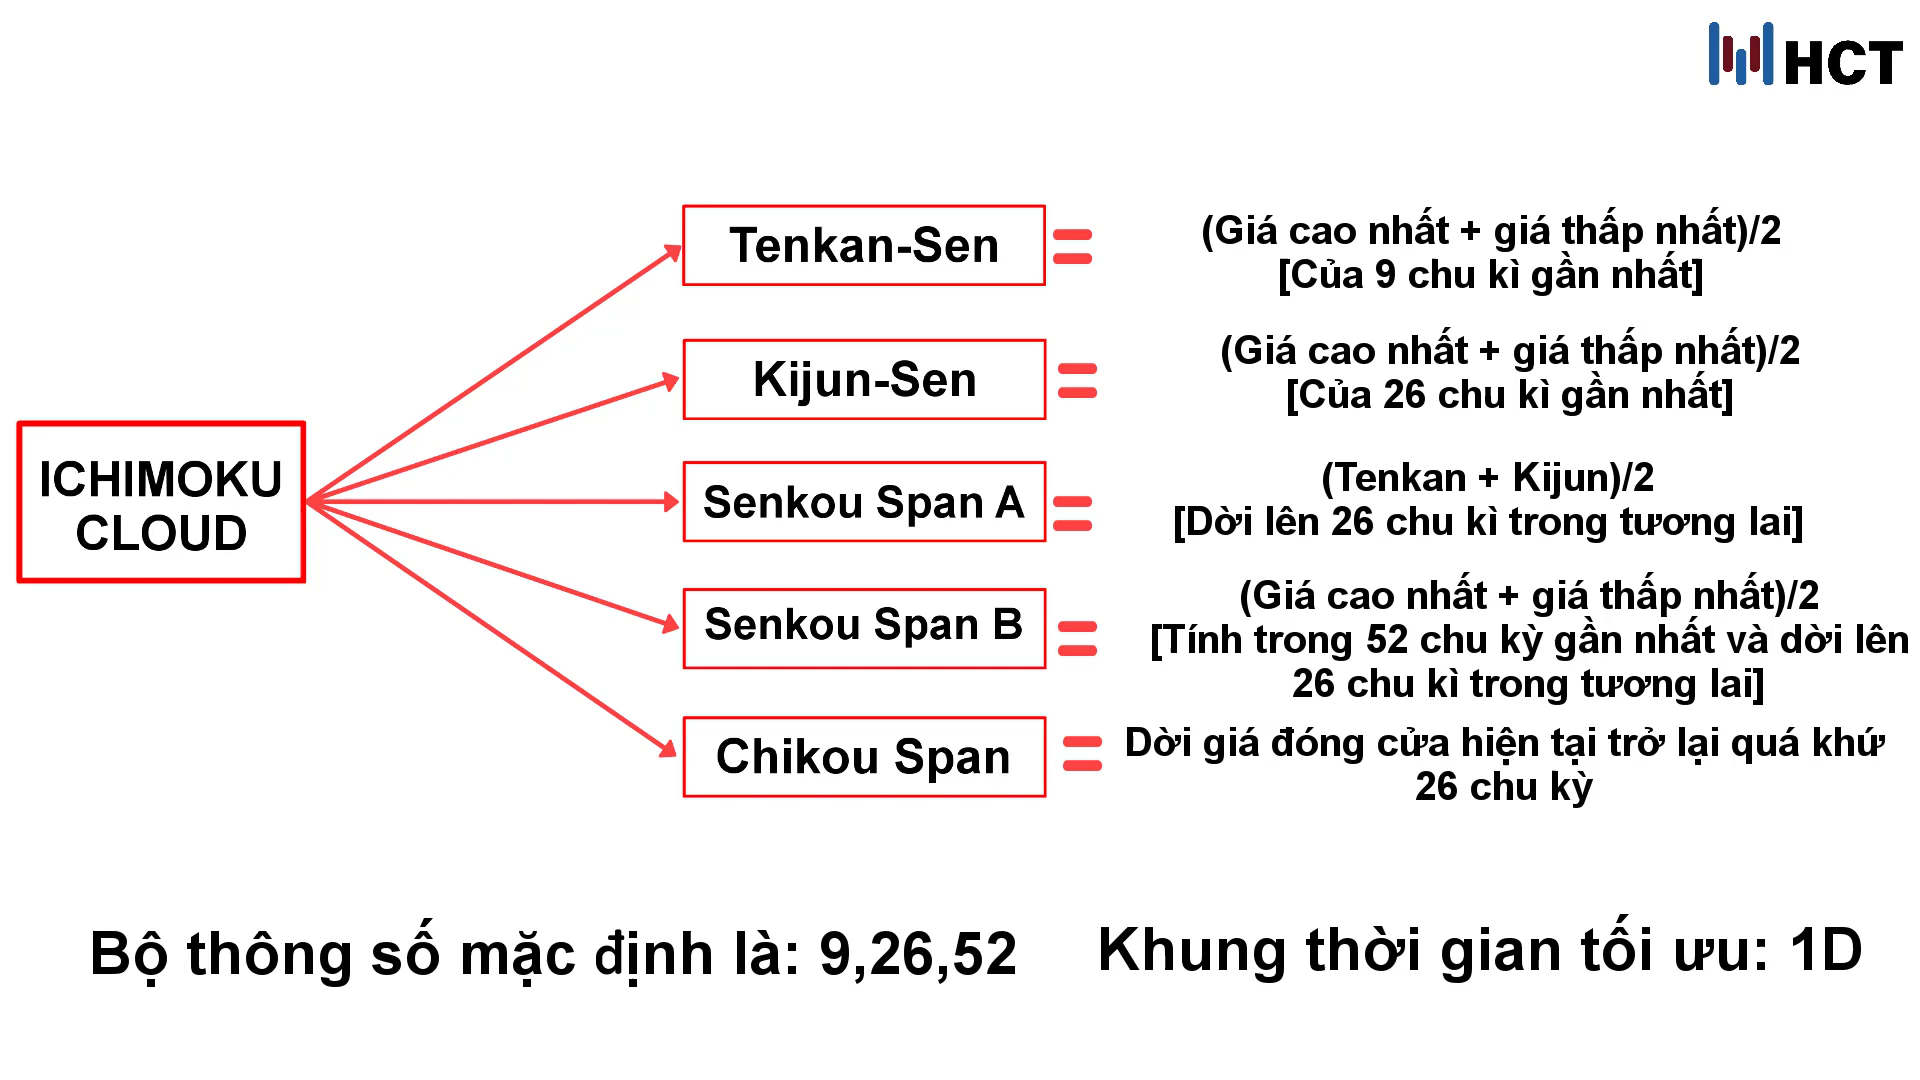 HCT
Tenkan-Sen
(Giá cao nhất + giá thấp nhất)/2
[Của 9 chu kì gần nhất]
Kijun-Sen
(Giá cao nhất + giá thấp nhất)/2
[Của 26 chu kì gần nhất]
ICHIMOKU
CLOUD
Senkou Span A
(Tenkan + Kijun)/2
[Dời lên 26 chu kì trong tương lai]
Senkou Span B
(Giá cao nhất + giá thấp nhất)/2
[Tính trong 52 chu kỳ gần nhất và dời lên
26 chu kì trong tương lai]
Chikou Span
Dời giá đóng cửa hiện tại trở lại quá khứ
26 chu kỳ
Bộ thông số mặc định là: 9,26,52
Khung thời gian tối ưu: 1D